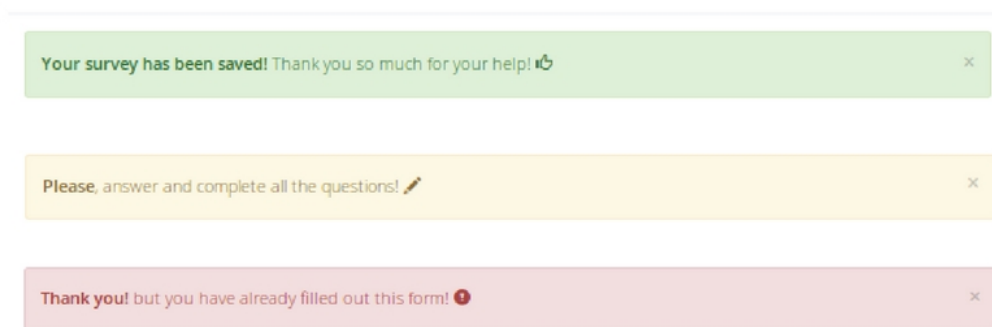 Your survey has been saved! Thank you so much for your help!
Please, answer and complete all the questions!
Thank you! but you have already filled out this form!